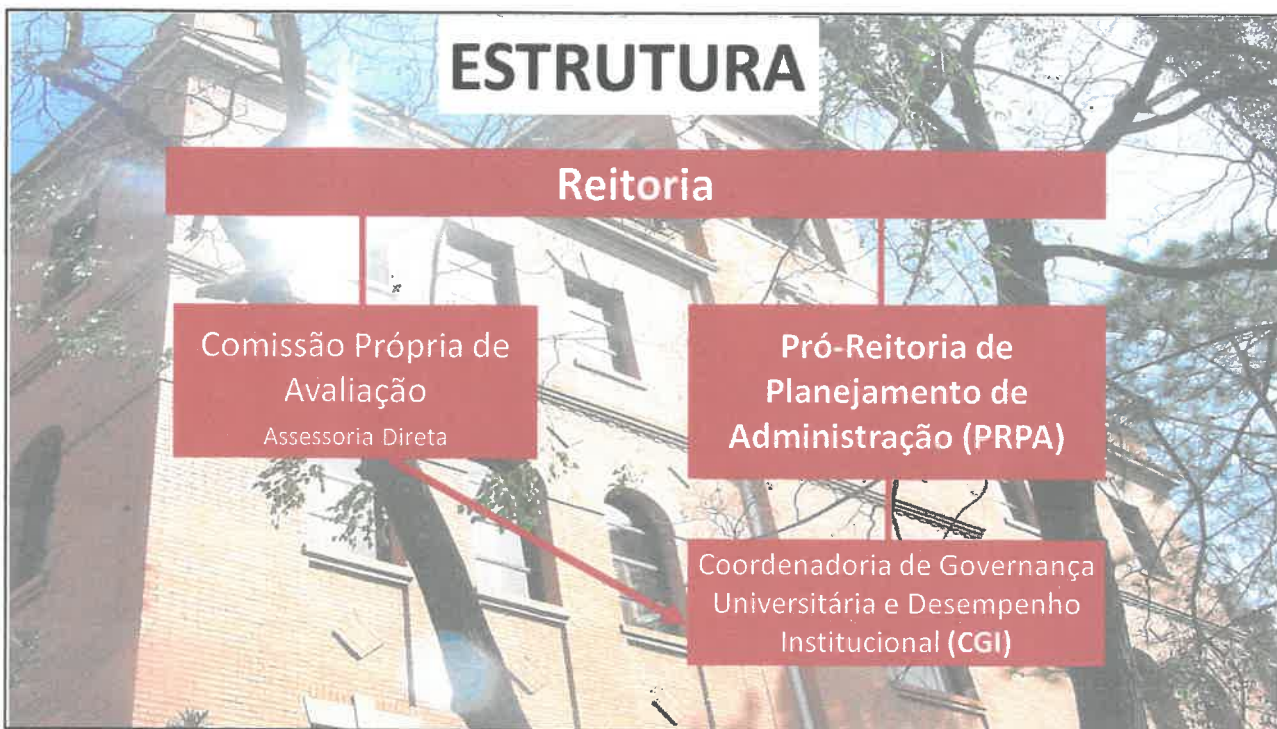 ESTRUTURA
Reitoria
Comissão Própria de
Avaliação
Assessoria Direta
Pró-Reitoria de
Planejamento de
Administração (PRPA)
Coordenadoria de Governança
Universitária e Desempenho
Institucional (CGI)